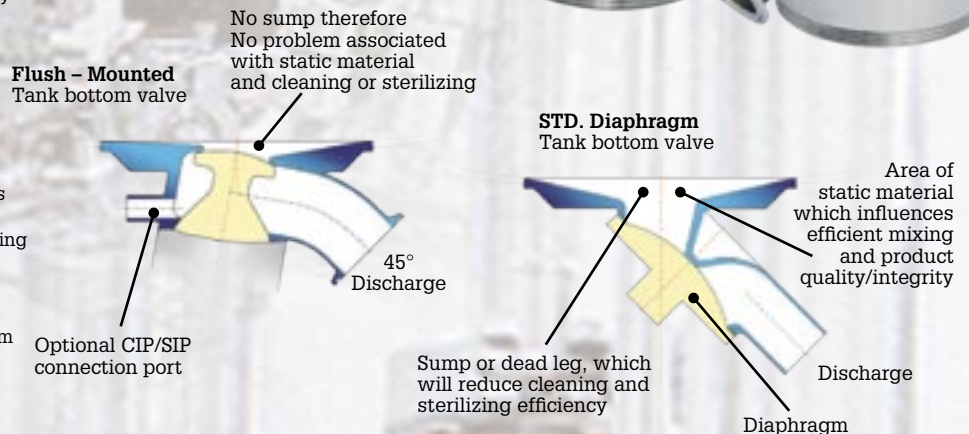 No sump therefore
No problem associated
with static material
and cleaning or sterilizing
Flush – Mounted
Tank bottom valve
45°
Discharge
Optional CIP/SIP
connection port
STD. Diaphragm
Tank bottom valve
Area of
static material
which influences
efficient mixing
and product
quality/integrity
Sump or dead leg, which
will reduce cleaning and
sterilizing efficiency
Discharge
Diaphragm